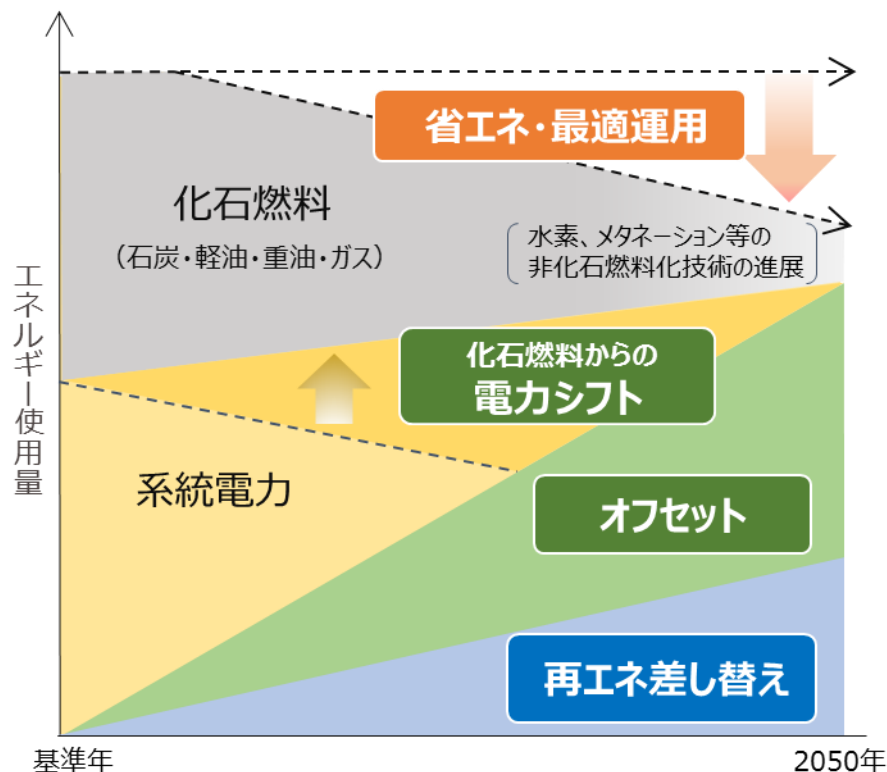 省エネ・最適運用
化石燃料
(石炭・軽油・重油・ガス)
水素、メタネーション等の
非化石燃料化技術の進展
エネルギー使用量
化石燃料からの
電力シフト
系統電力
オフセット
再エネ差し替え
基準年
2050年